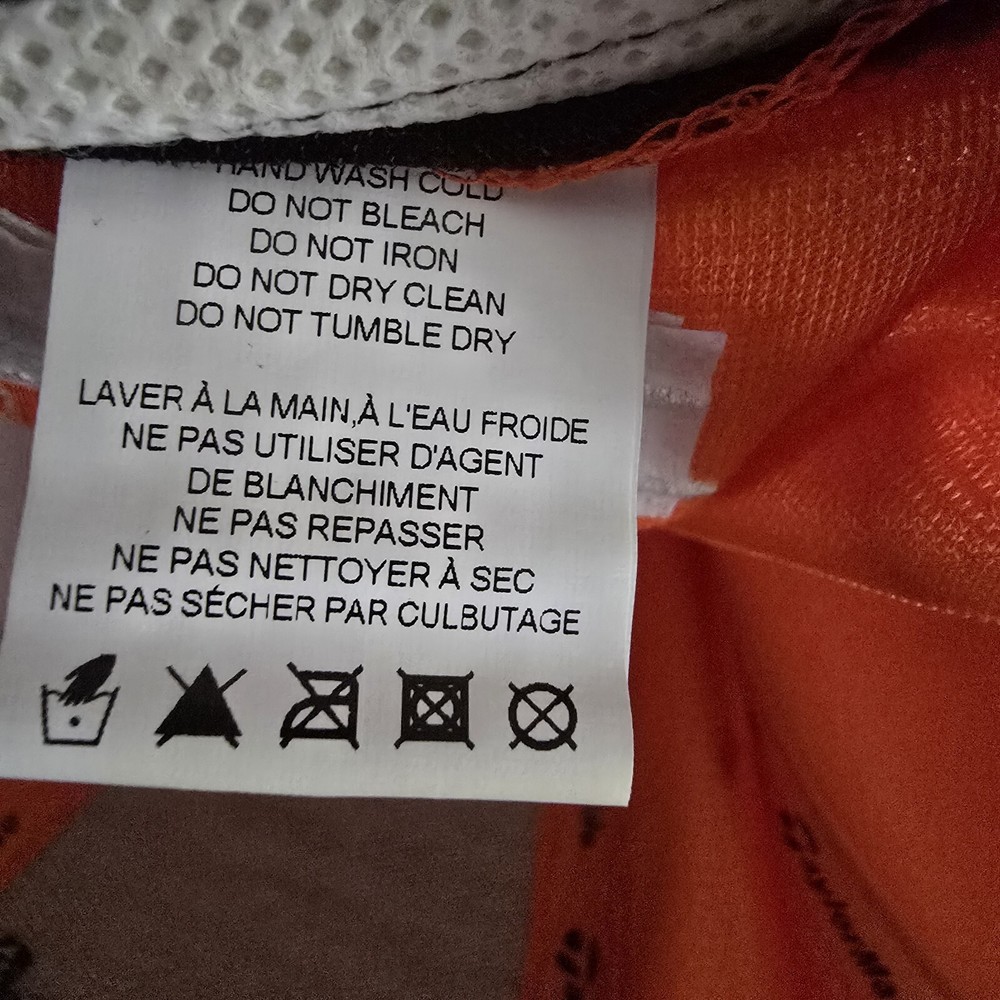 HAND WASH COLD
DO NOT BLEACH
DO NOT IRON
DO NOT DRY CLEAN
DO NOT TUMBLE DRY
LAVER À LA MAIN,À L'EAU FROIDE
NE PAS UTILISER D'AGENT
DE BLANCHIMENT
NE PAS REPASSER
NE PAS NETTOYER À SEC
NE PAS SÉCHER PAR CULBUTAGE